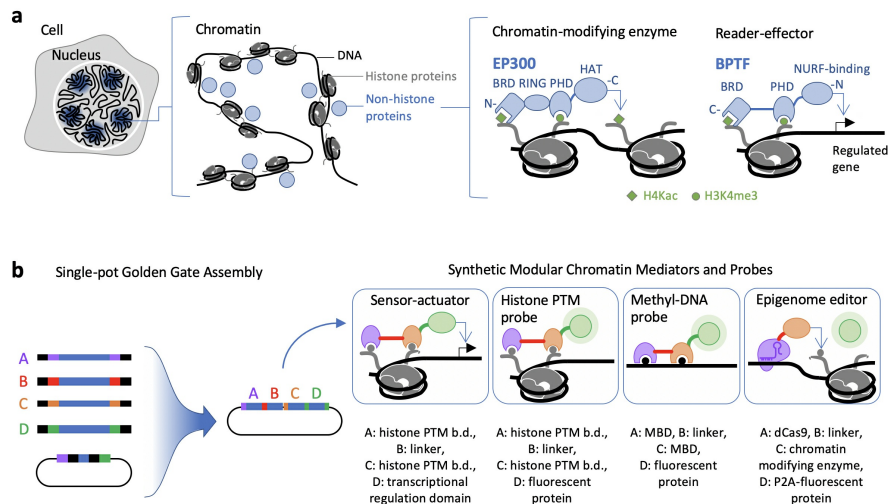 a
Cell
Nucleus
Chromatin
DNA
Histone proteins
Non-histone
proteins
Chromatin-modifying enzyme
EP300
BRD RING PHD
HAT
-C
N-
Reader-effector
BPTF
NURF-binding
BRD
PHD
-N
C-
Regulated
gene
H4Kac
H3K4me3
b
Single-pot Golden Gate Assembly
A
B
C
D
A B C D
Synthetic Modular Chromatin Mediators and Probes
Sensor-actuator
A: histone PTM b.d.,
B: linker,
C: histone PTM b.d.,
D: transcriptional
regulation domain
Histone PTM
probe
A: histone PTM b.d.,
B: linker,
C: histone PTM b.d.,
D: fluorescent
protein
Methyl-DNA
probe
A: MBD, B: linker,
C: MBD,
D: fluorescent
protein
Epigenome editor
A: dCas9, B: linker,
C: chromatin
modifying enzyme,
D: P2A-fluorescent
protein